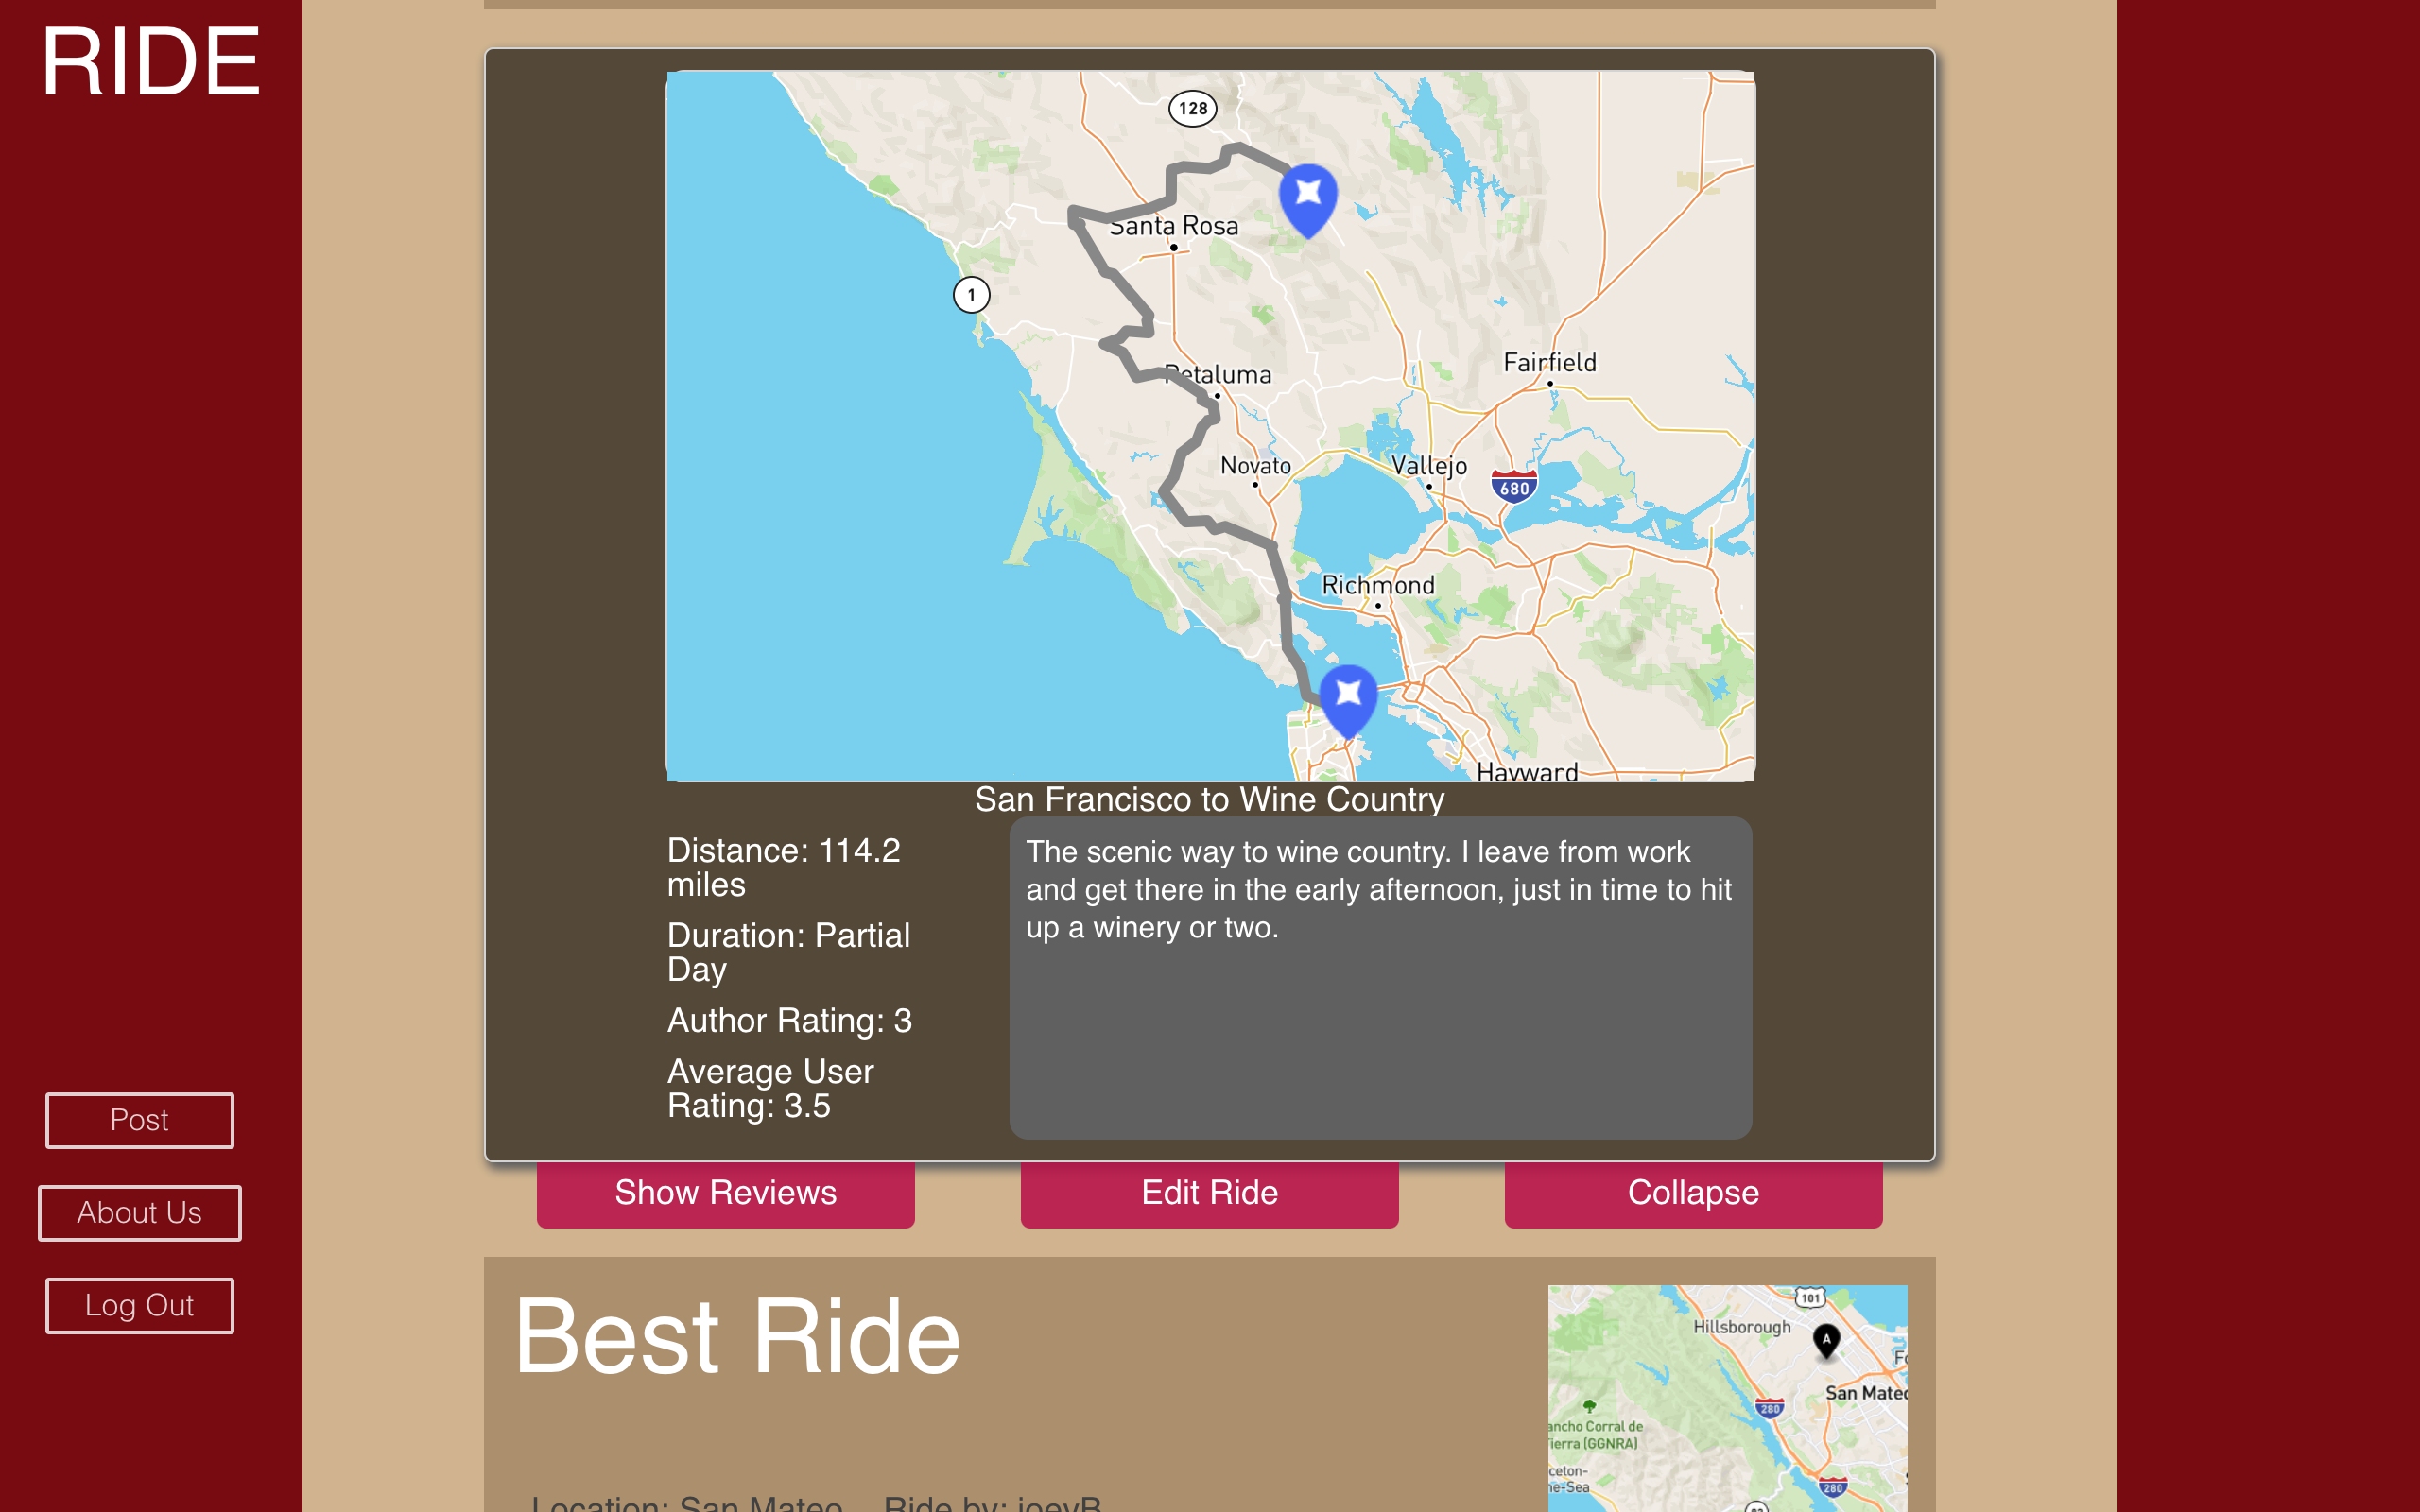 RIDE
128
Santa Rosa
1
Petaluma
Fairfield
Novato
Vallejo
680
Richmond
Hayward
San Francisco to Wine Country
Distance: 114.2
miles
Duration: Partial
Day
Author Rating: 3
Average User
Rating: 3.5
The scenic way to wine country. I leave from work
and get there in the early afternoon, just in time to hit
up a winery or two.
Show Reviews
Edit Ride
Collapse
Post
About Us
Log Out
Best Ride
Location: San Mateo
Ride by: joeyB
101
Hillsborough
A
San Mateo
280
ancho Corral de
ierra (GGNRA)
ceton-
he-Sea
280